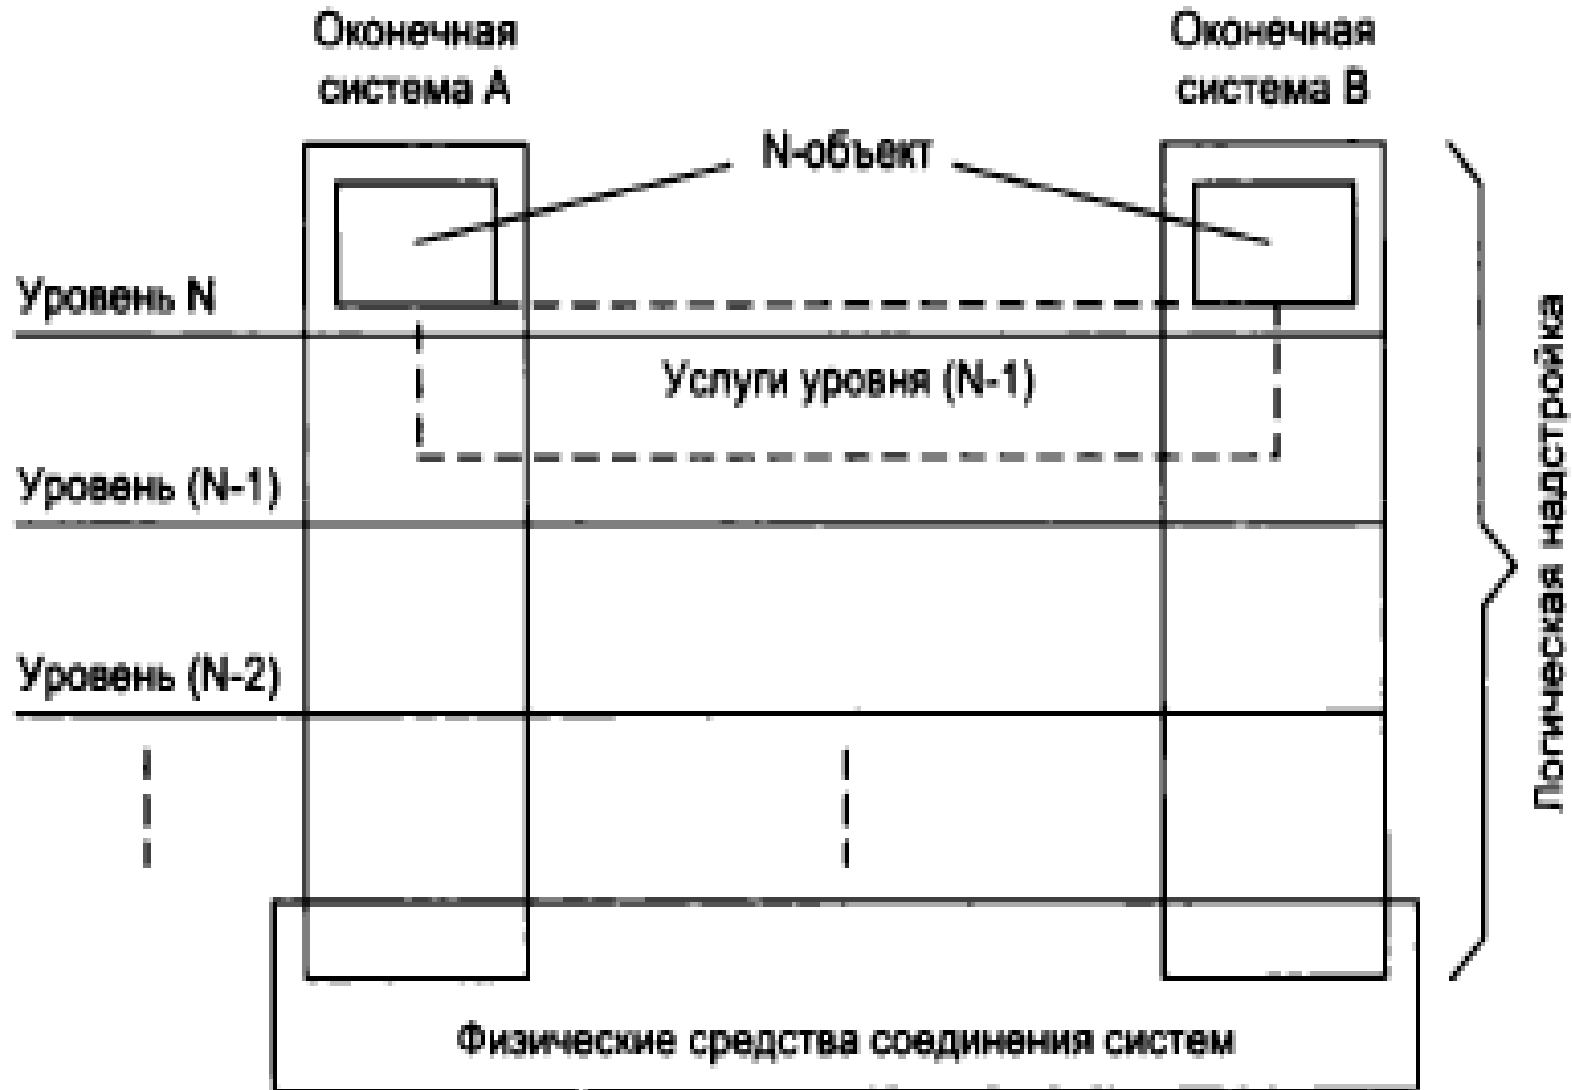 Оконечная
система А
Оконечная
система В
N-объект
Уровень N
Услуги уровня (N-1)
Уровень (N-1)
Уровень (N-2)
Логическая надстройка
Физические средства соединения систем